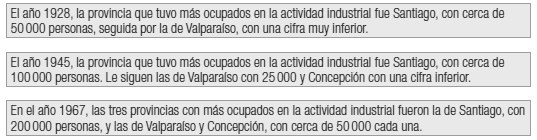 El año 1928, la provincia que tuvo más ocupados en la actividad industrial fue Santiago, con cerca de
50 000 personas, seguida por la de Valparaíso, con una cifra muy inferior.
El año 1945, la provincia que tuvo más ocupados en la actividad industrial fue Santiago, con cerca de
100 000 personas. Le siguen las de Valparaíso con 25 000 y Concepción con una cifra inferior.
En el año 1967, las tres provincias con más ocupados en la actividad industrial fueron la de Santiago, con
200 000 personas, y las de Valparaíso y Concepción, con cerca de 50 000 cada una.